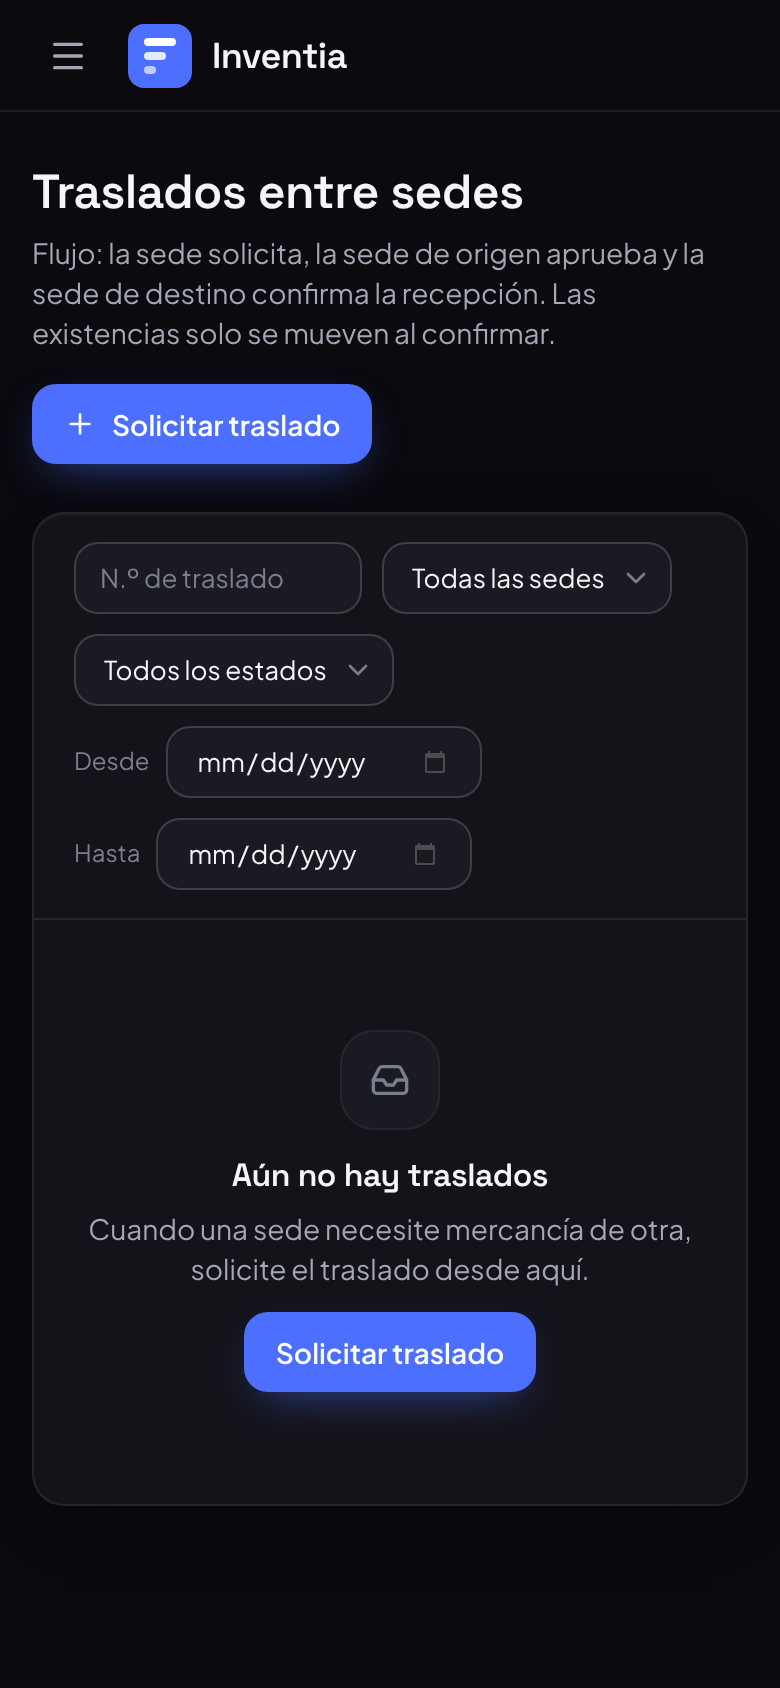 Inventia
Traslados entre sedes
Flujo: la sede solicita, la sede de origen aprueba y la
sede de destino confirma la recepción. Las
existencias solo se mueven al confirmar.
Solicitar traslado
N.º de traslado
Todas las sedes
Todos los estados
Desde mm/dd/yyyy
Hasta mm/dd/yyyy
Aún no hay traslados
Cuando una sede necesite mercancía de otra,
solicite el traslado desde aquí.
Solicitar traslado